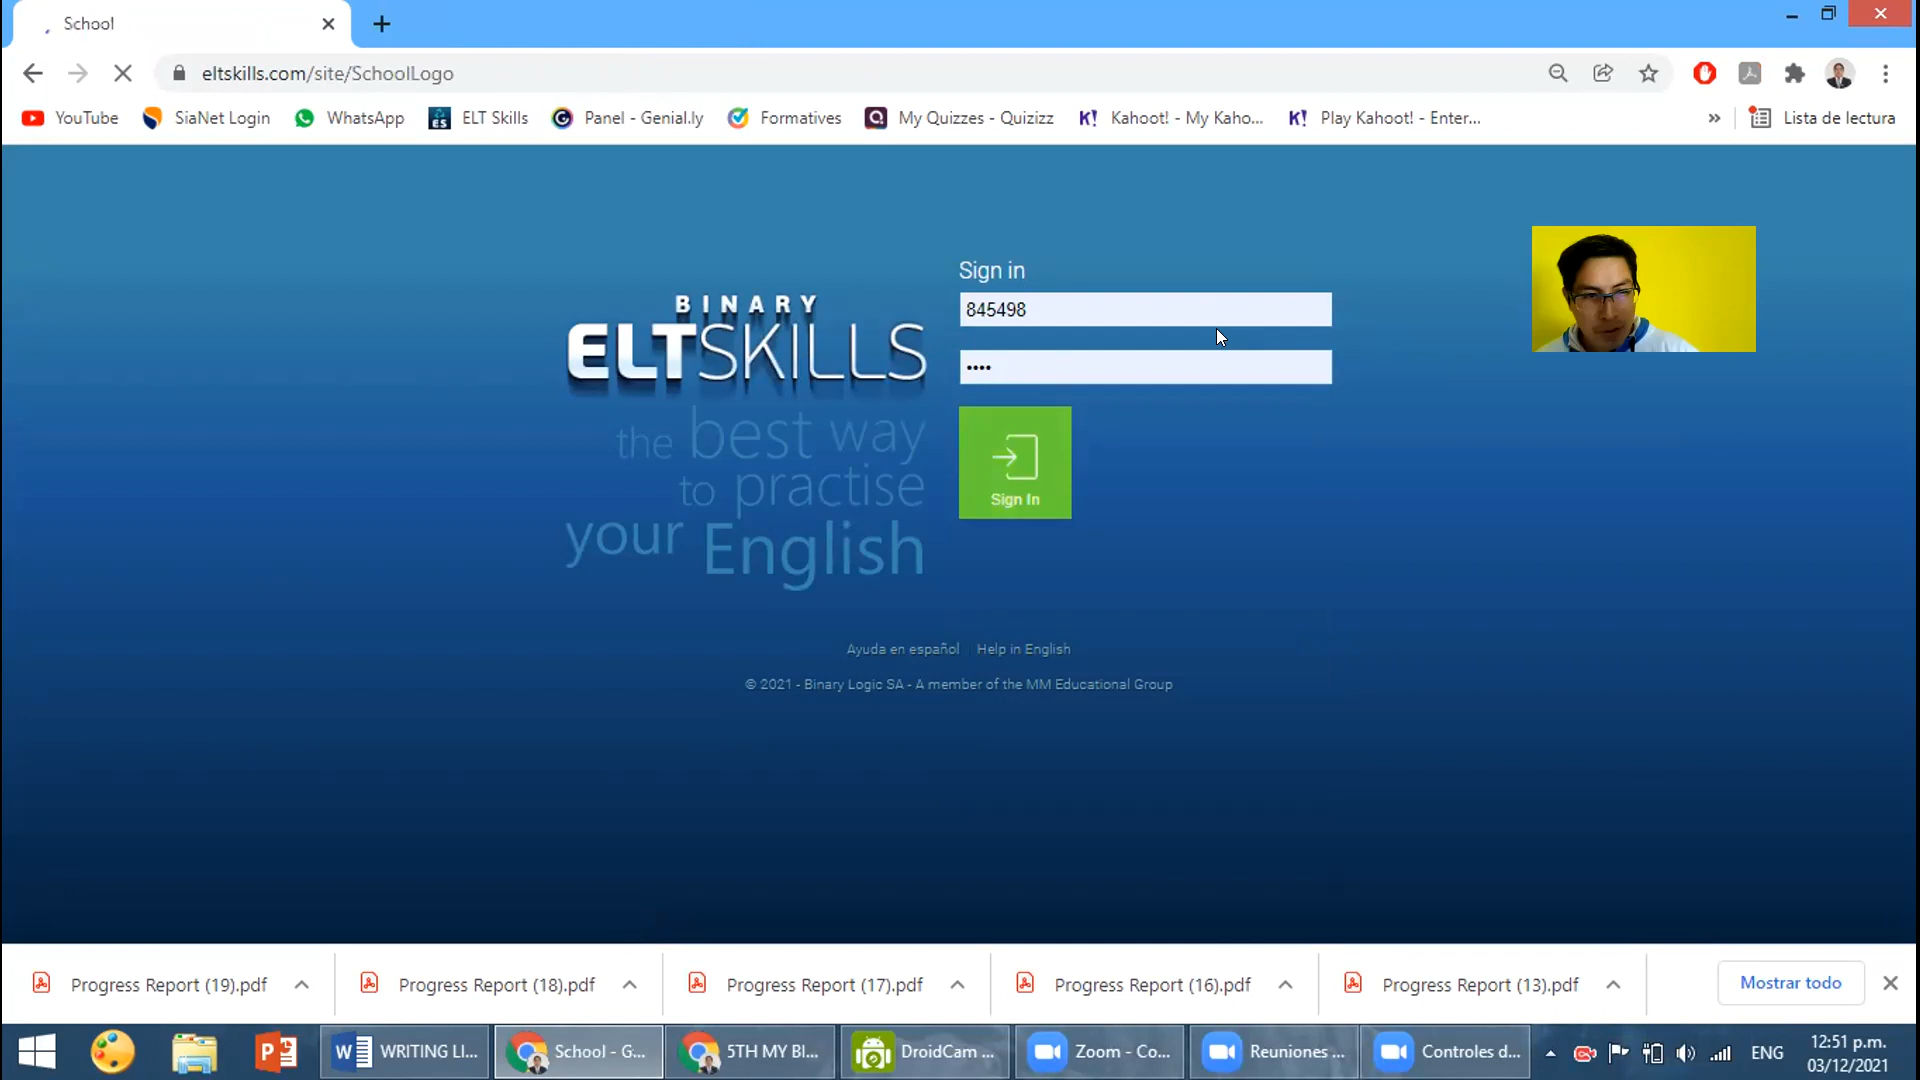 School
eltskills.com/site/SchoolLogo
YouTube SiaNet Login WhatsApp ELT Skills Panel - Genial.ly Formatives My Quizzes - Quizizz Kahoot! - My Kaho... Play Kahoot! - Enter... » Lista de lectura
Sign in
845498
BINARY
ELTSKILLS
the best way
to practise
your English
Sign In
Ayuda en español Help in English
© 2021 - Binary Logic SA - A member of the MM Educational Group
Progress Report (19).pdf Progress Report (18).pdf Progress Report (17).pdf Progress Report (16).pdf Progress Report (13).pdf Mostrar todo
WRITING LI... School - G... 5TH MY BI... DroidCam ... Zoom - Co... Reuniones ... Controles d... ENG 12:51 p.m.
03/12/2021